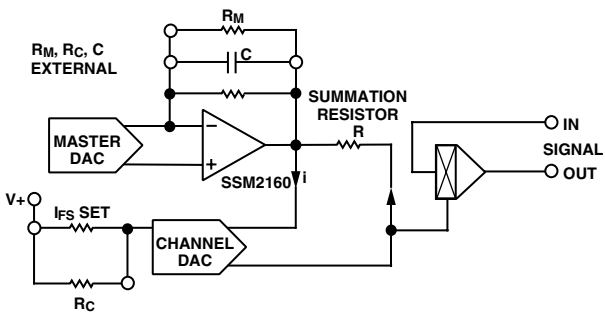 RM
RM, RC, C
EXTERNAL
C
SUMMATION
RESISTOR
R
MASTER
DAC
−
+
SSM2160
i
IN
SIGNAL
OUT
V+
IFS SET
CHANNEL
DAC
RC